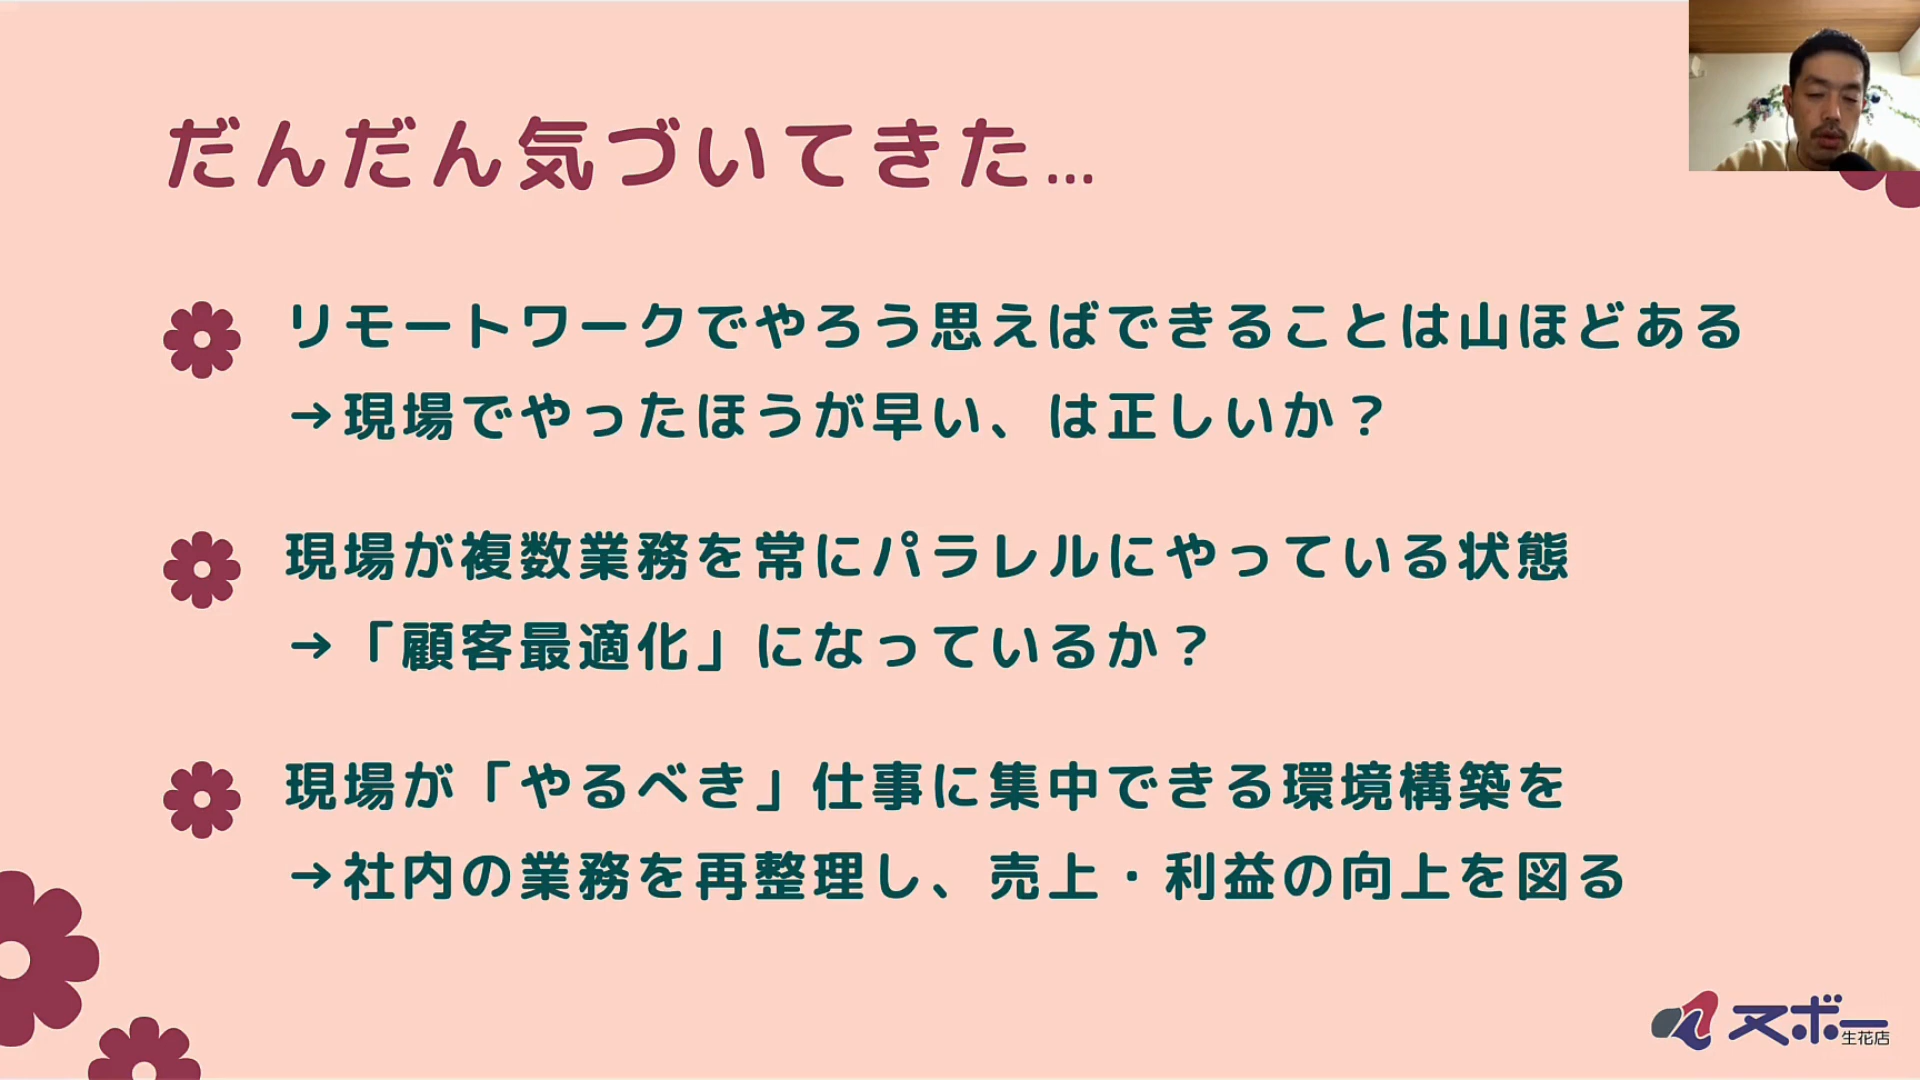 だんだん気づいてきた...
リモートワークでやろう思えばできることは山ほどある
→現場でやったほうが早い、は正しいか？
現場が複数業務を常にパラレルにやっている状態
→「顧客最適化」になっているか？
現場が「やるべき」仕事に集中できる環境構築を
→社内の業務を再整理し、売上・利益の向上を図る
ヌボー生花店